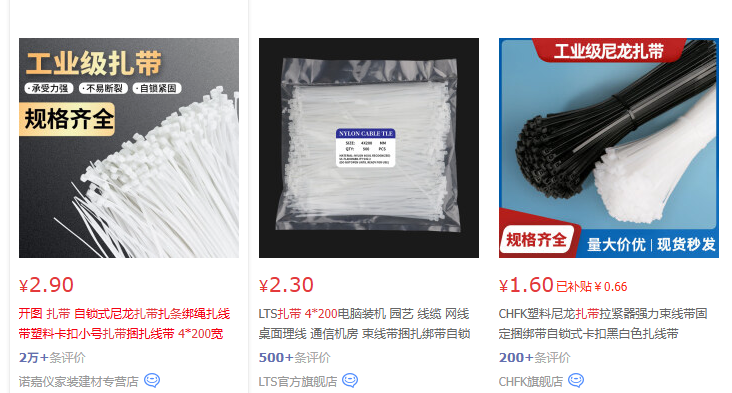 工业级扎带
承受力强
不易断裂
自锁紧固
规格齐全
¥2.90
开图 扎带 自锁式尼龙扎带扎条绑绳扎线
带塑料卡扣小号扎带捆扎线带 4*200宽
2万+条评价
诺嘉仪家装建材专营店
NYLON CABLE TLE
SIZE: 4X200 MM
QTY: 500 PCS
¥2.30
LTS扎带 4*200电脑装机 园艺 线缆 网线
桌面理线 通信机房 束线带捆扎绑带自锁
500+条评价
LTS官方旗舰店
工业级尼龙扎带
规格齐全
量大价优 | 现货秒发
¥1.60 已补贴￥0.66
CHFK塑料尼龙扎带拉紧器强力束线带固
定捆绑带自锁式卡扣黑白色扎线带
200+条评价
CHFK旗舰店